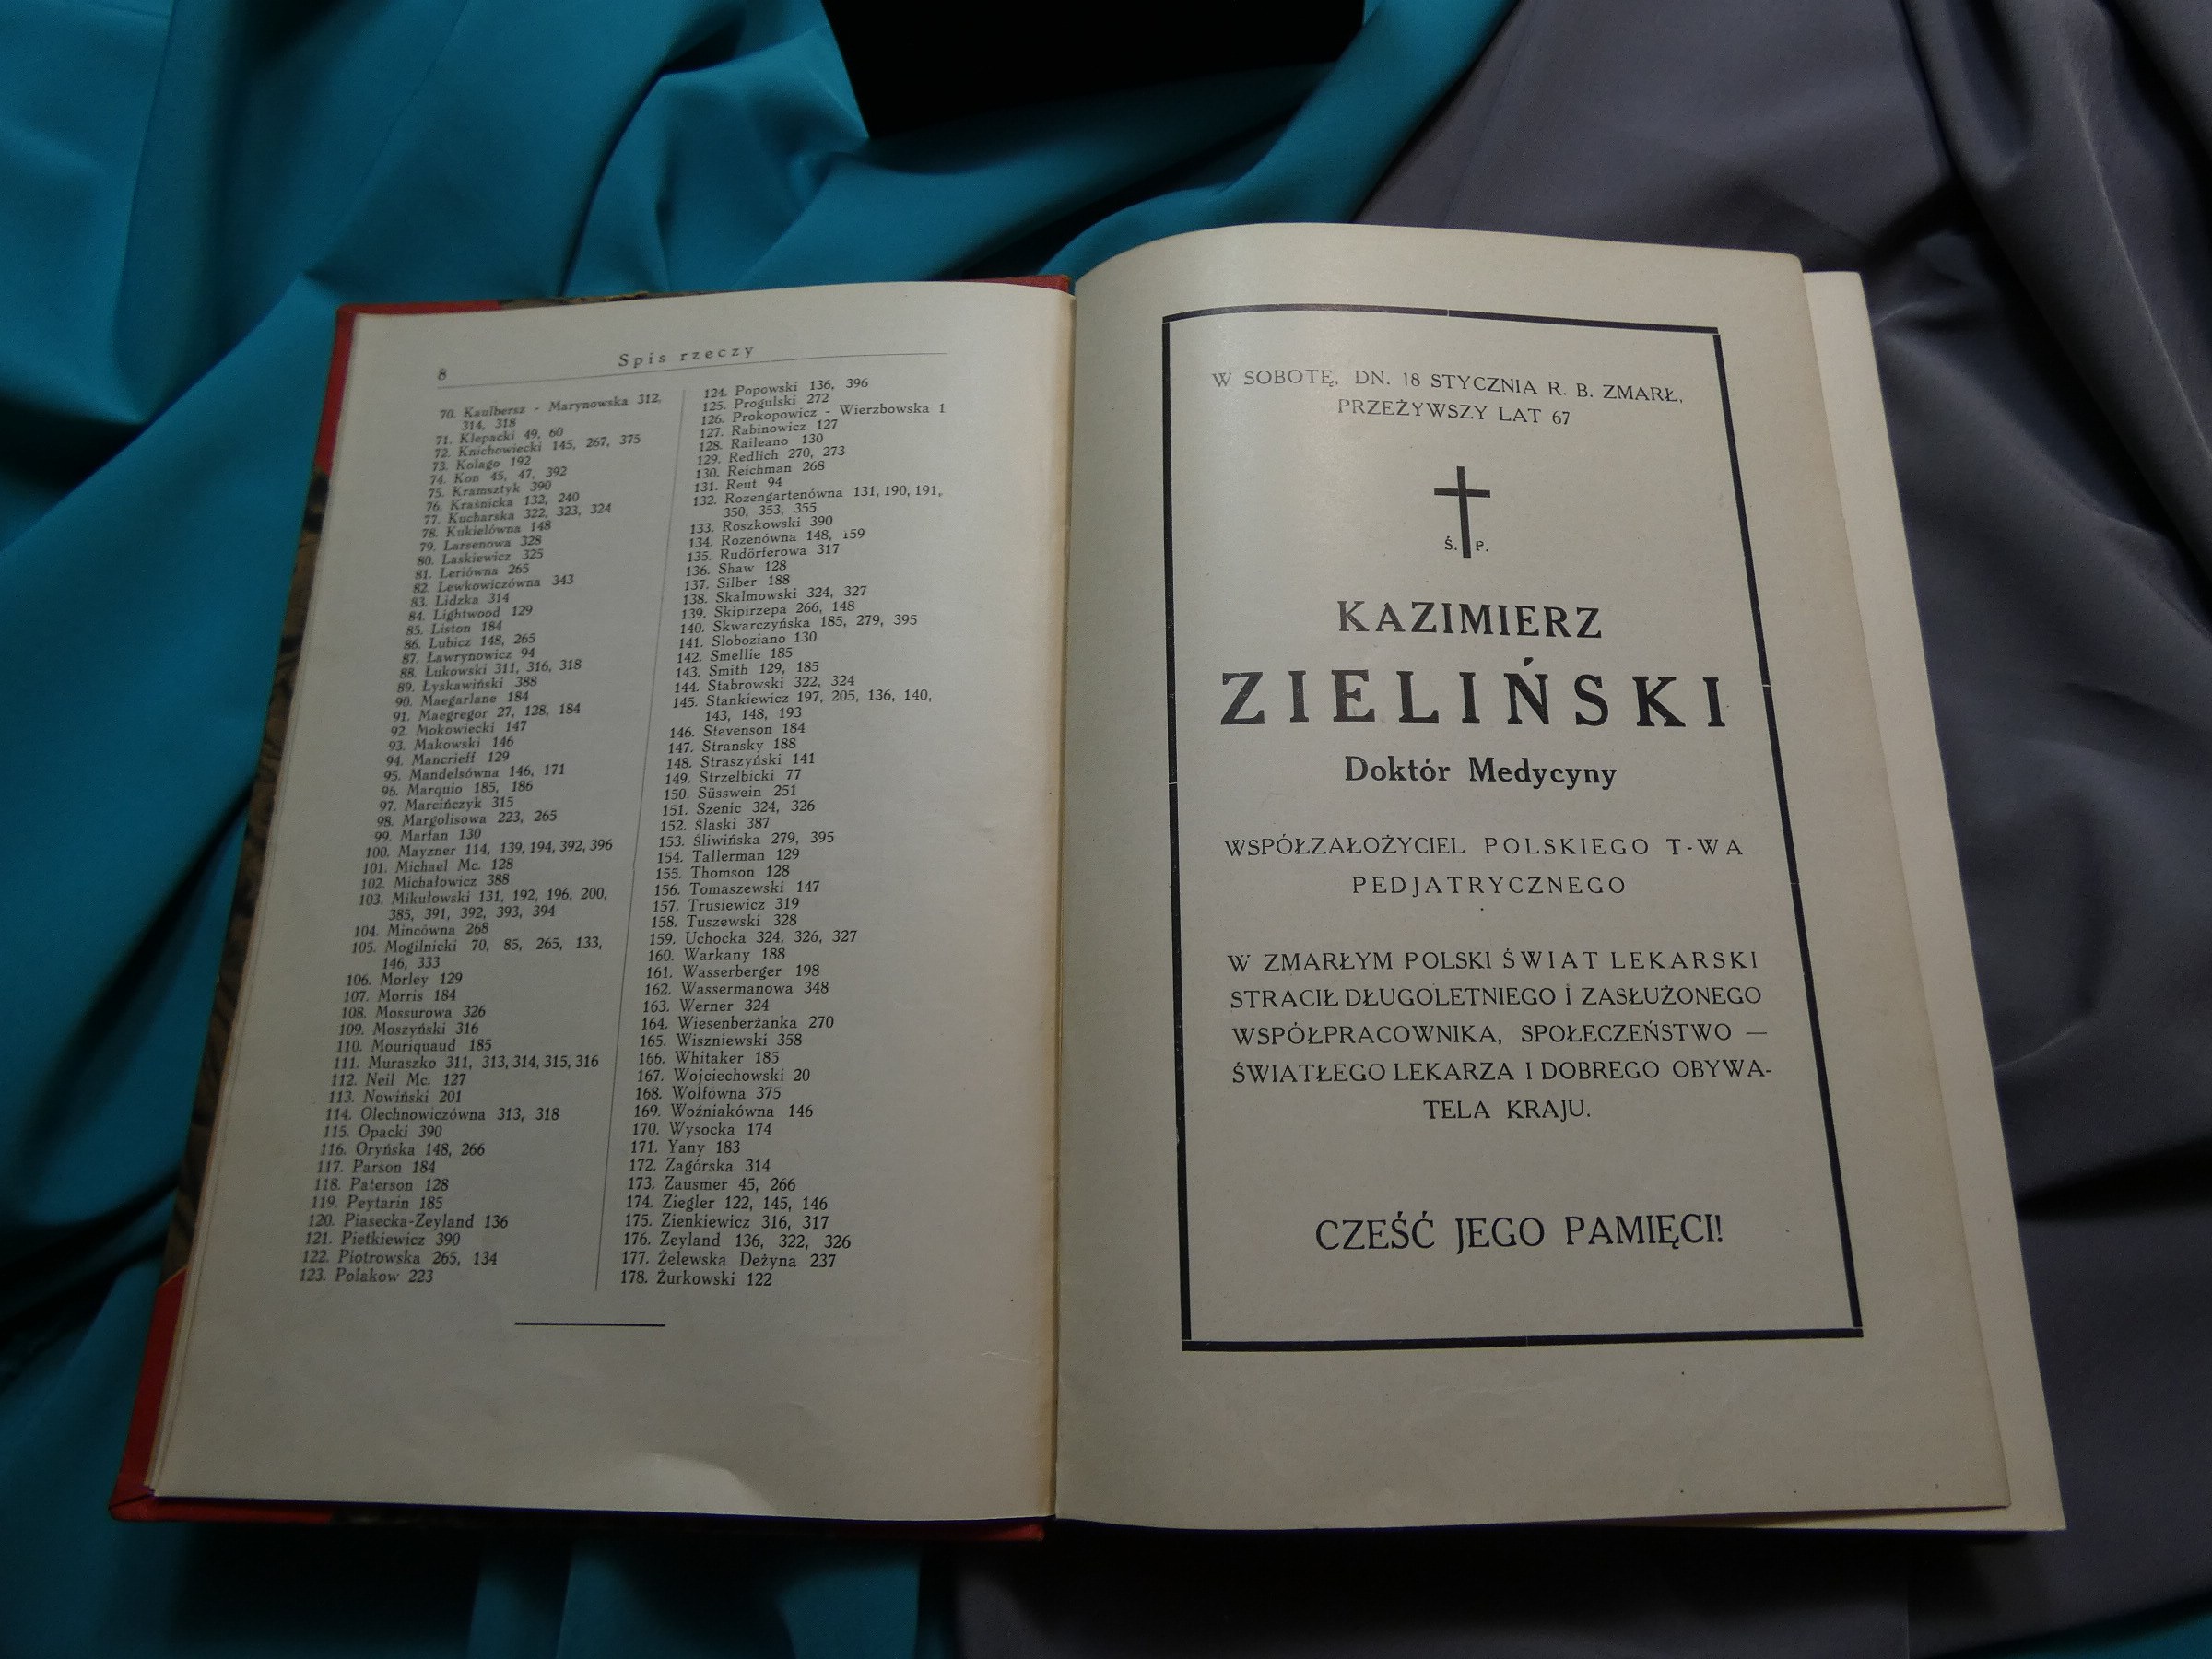 8
Spis rzeczy
70. Kaulbersz - Marynowska 312,
314, 318
71. Klepacki 49, 60
72. Knichowiecki 145, 267, 375
73. Kolago 192
74. Kon 45, 47, 392
75. Kramsztyk 390
76. Kraśnicka 132, 240
77. Kucharska 322, 323, 324
78. Kukielówna 148
79. Larsenowa 328
80. Laskiewicz 325
81. Leriówna 265
82. Lewkowiczówna 343
83. Lidzka 314
84. Lightwood 129
85. Liston 184
86. Lubicz 148, 265
87. Ławrynowicz 94
88. Łukowski 311, 316, 318
89. Łyskawiński 388
90. Maegarlane 184
91. Maegregor 27, 128, 184
92. Mokowiecki 147
93. Makowski 146
94. Mancrieff 129
95. Mandelsówna 146, 171
96. Marquio 185, 186
97. Marcińczyk 315
98. Margolisowa 223, 265
99. Marfan 130
100. Mayzner 114, 139, 194, 392, 396
101. Michael Mc. 128
102. Michałowicz 388
103. Mikułowski 131, 192, 196, 200,
385, 391, 392, 393, 394
104. Mincówna 268
105. Mogilnicki 70, 85, 265, 133,
146, 333
106. Morley 129
107. Morris 184
108. Mossurowa 326
109. Moszyński 316
110. Mouriquaud 185
111. Muraszko 311, 313, 314, 315, 316
112. Neil Mc. 127
113. Nowiński 201
114. Olechnowiczówna 313, 318
115. Opacki 390
116. Oryńska 148, 266
117. Parson 184
118. Paterson 128
119. Peytarin 185
120. Piasecka-Zeyland 136
121. Pietkiewicz 390
122. Piotrowska 265, 134
123. Polakow 223
124. Popowski 136, 396
125. Progulski 272
126. Prokopowicz - Wierzbowska 1
127. Rabinowicz 127
128. Raileano 130
129. Redlich 270, 273
130. Reichman 268
131. Reut 94
132. Rozengartenówna 131, 190, 191,
350, 353, 355
133. Roszkowski 390
134. Rozenówna 148, 159
135. Rudörferowa 317
136. Shaw 128
137. Silber 188
138. Skalmowski 324, 327
139. Skipirzepa 266, 148
140. Skwarczyńska 185, 279, 395
141. Sloboziano 130
142. Smellie 185
143. Smith 129, 185
144. Stabrowski 322, 324
145. Stankiewicz 197, 205, 136, 140,
143, 148, 193
146. Stevenson 184
147. Stransky 188
148. Straszyński 141
149. Strzelbicki 77
150. Süsswein 251
151. Szenic 324, 326
152. Ślaski 387
153. Śliwińska 279, 395
154. Tallerman 129
155. Thomson 128
156. Tomaszewski 147
157. Trusiewicz 319
158. Tuszewski 328
159. Uchocka 324, 326, 327
160. Warkany 188
161. Wasserberger 198
162. Wassermanowa 348
163. Werner 324
164. Wiesenberżanka 270
165. Wiszniewski 358
166. Whitaker 185
167. Wojciechowski 20
168. Wolfówna 375
169. Woźniakówna 146
170. Wysocka 174
171. Yany 183
172. Zagórska 314
173. Zausmer 45, 266
174. Ziegler 122, 145, 146
175. Zienkiewicz 316, 317
176. Zeyland 136, 322, 326
177. Żelewska Deżyna 237
178. Żurkowski 122
W SOBOTĘ, DN. 18 STYCZNIA R. B. ZMARŁ,
PRZEŻYWSZY LAT 67
Ś. P.
KAZIMIERZ
ZIELIŃSKI
Doktór Medycyny
WSPÓŁZAŁOŻYCIEL POLSKIEGO T-WA
PEDJATRYCZNEGO
W ZMARŁYM POLSKI ŚWIAT LEKARSKI
STRACIŁ DŁUGOLETNIEGO I ZASŁUŻONEGO
WSPÓŁPRACOWNIKA, SPOŁECZEŃSTWO —
ŚWIATŁEGO LEKARZA I DOBREGO OBYWA-
TELA KRAJU.
CZEŚĆ JEGO PAMIĘCI!